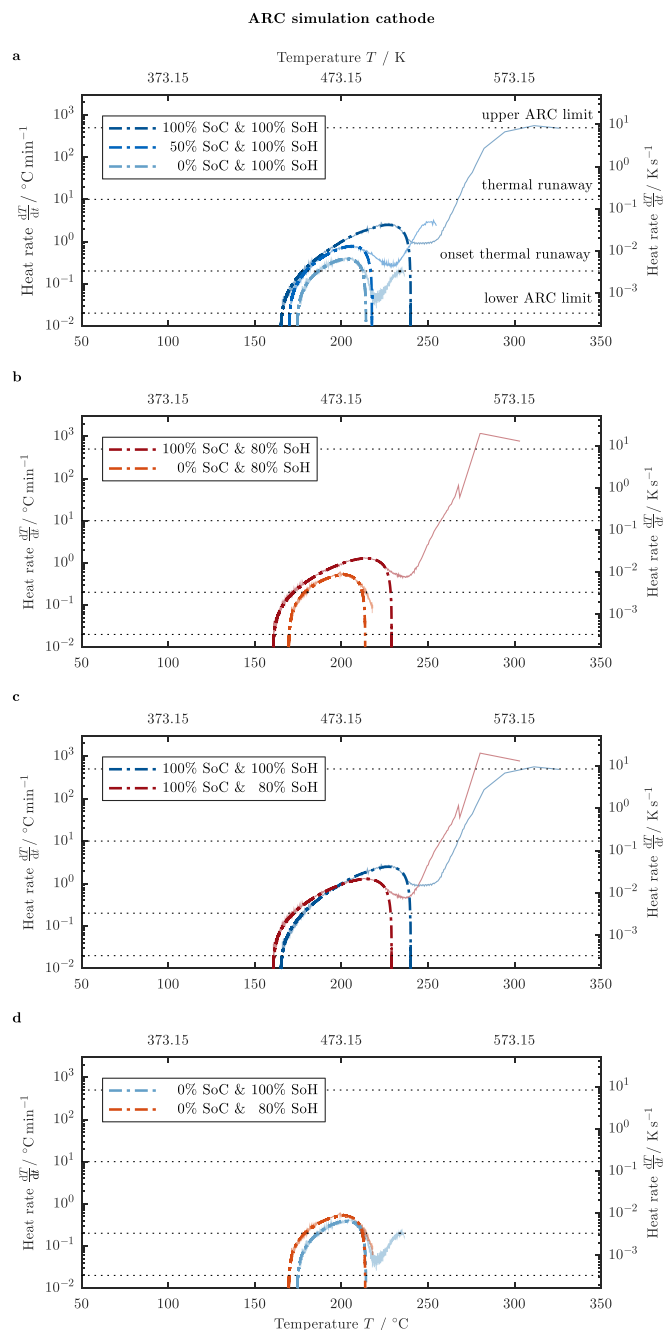 ARC simulation cathode
a
Temperature T / K
373.15 473.15 573.15
Heat rate dT/dt / °C min⁻¹
10³
10²
10¹
10⁰
10⁻¹
10⁻²
100% SoC & 100% SoH
50% SoC & 100% SoH
0% SoC & 100% SoH
upper ARC limit
thermal runaway
onset thermal runaway
lower ARC limit
10¹
10⁰
10⁻¹
10⁻²
10⁻³
Heat rate dT/dt / K s⁻¹
50 100 150 200 250 300 350
b
373.15 473.15 573.15
Heat rate dT/dt / °C min⁻¹
10³
10²
10¹
10⁰
10⁻¹
10⁻²
100% SoC & 80% SoH
0% SoC & 80% SoH
10¹
10⁰
10⁻¹
10⁻²
10⁻³
Heat rate dT/dt / K s⁻¹
50 100 150 200 250 300 350
c
373.15 473.15 573.15
Heat rate dT/dt / °C min⁻¹
10³
10²
10¹
10⁰
10⁻¹
10⁻²
100% SoC & 100% SoH
100% SoC & 80% SoH
10¹
10⁰
10⁻¹
10⁻²
10⁻³
Heat rate dT/dt / K s⁻¹
50 100 150 200 250 300 350
d
373.15 473.15 573.15
Heat rate dT/dt / °C min⁻¹
10³
10²
10¹
10⁰
10⁻¹
10⁻²
0% SoC & 100% SoH
0% SoC & 80% SoH
10¹
10⁰
10⁻¹
10⁻²
10⁻³
Heat rate dT/dt / K s⁻¹
50 100 150 200 250 300 350
Temperature T / °C